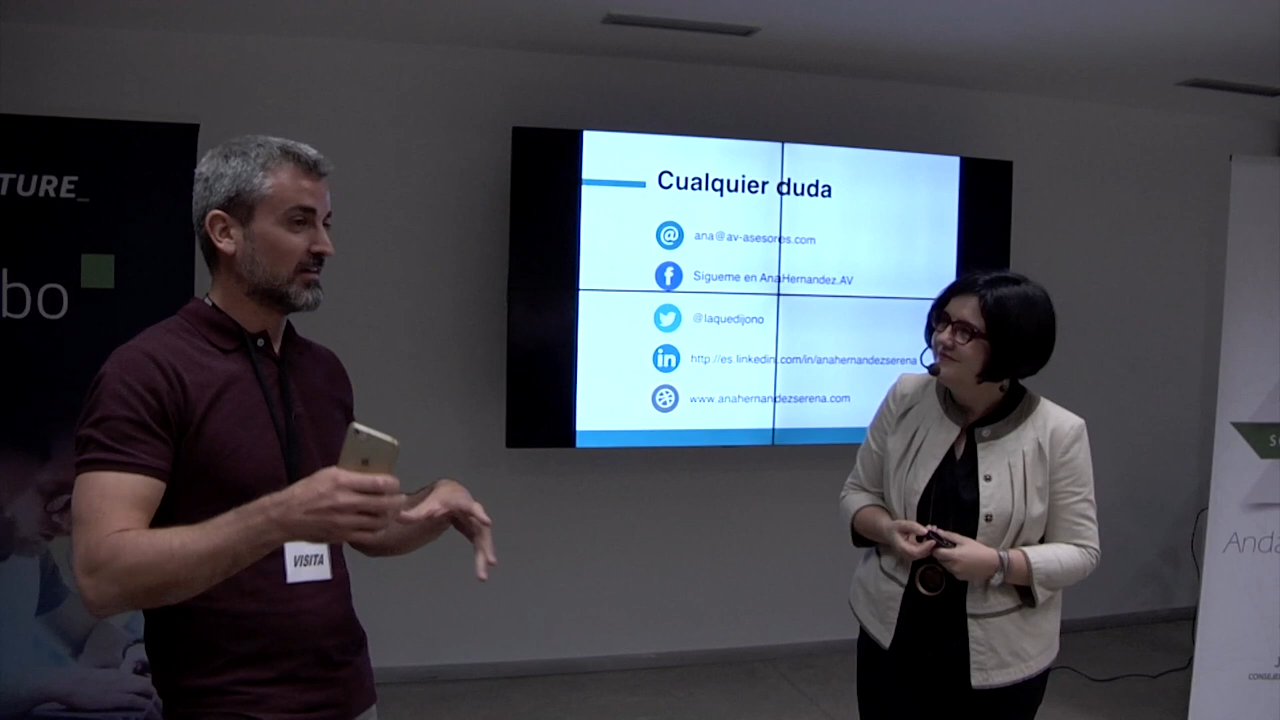 TURE_
bo
VISITA
Cualquier duda
ana@av-asesores.com
Sígueme en AnaHernandez.AV
@laquedijono
http://es.linkedin.com/in/anahernandezserena
www.anahernandezserena.com
Anda
CONSEJE